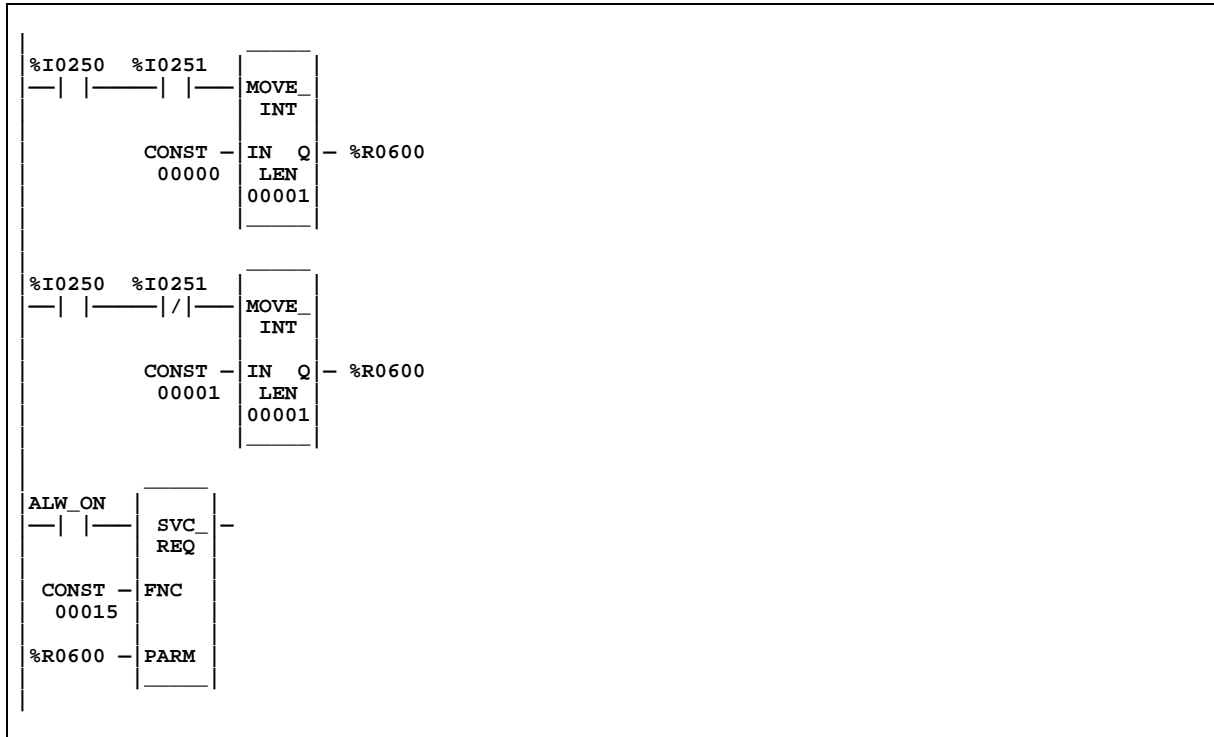 %I0250 %I0251
MOVE_
INT
CONST IN Q %R0600
00000 LEN
00001
%I0250 %I0251
MOVE_
INT
CONST IN Q %R0600
00001 LEN
00001
ALW_ON
SVC_
REQ
CONST FNC
00015
%R0600 PARM